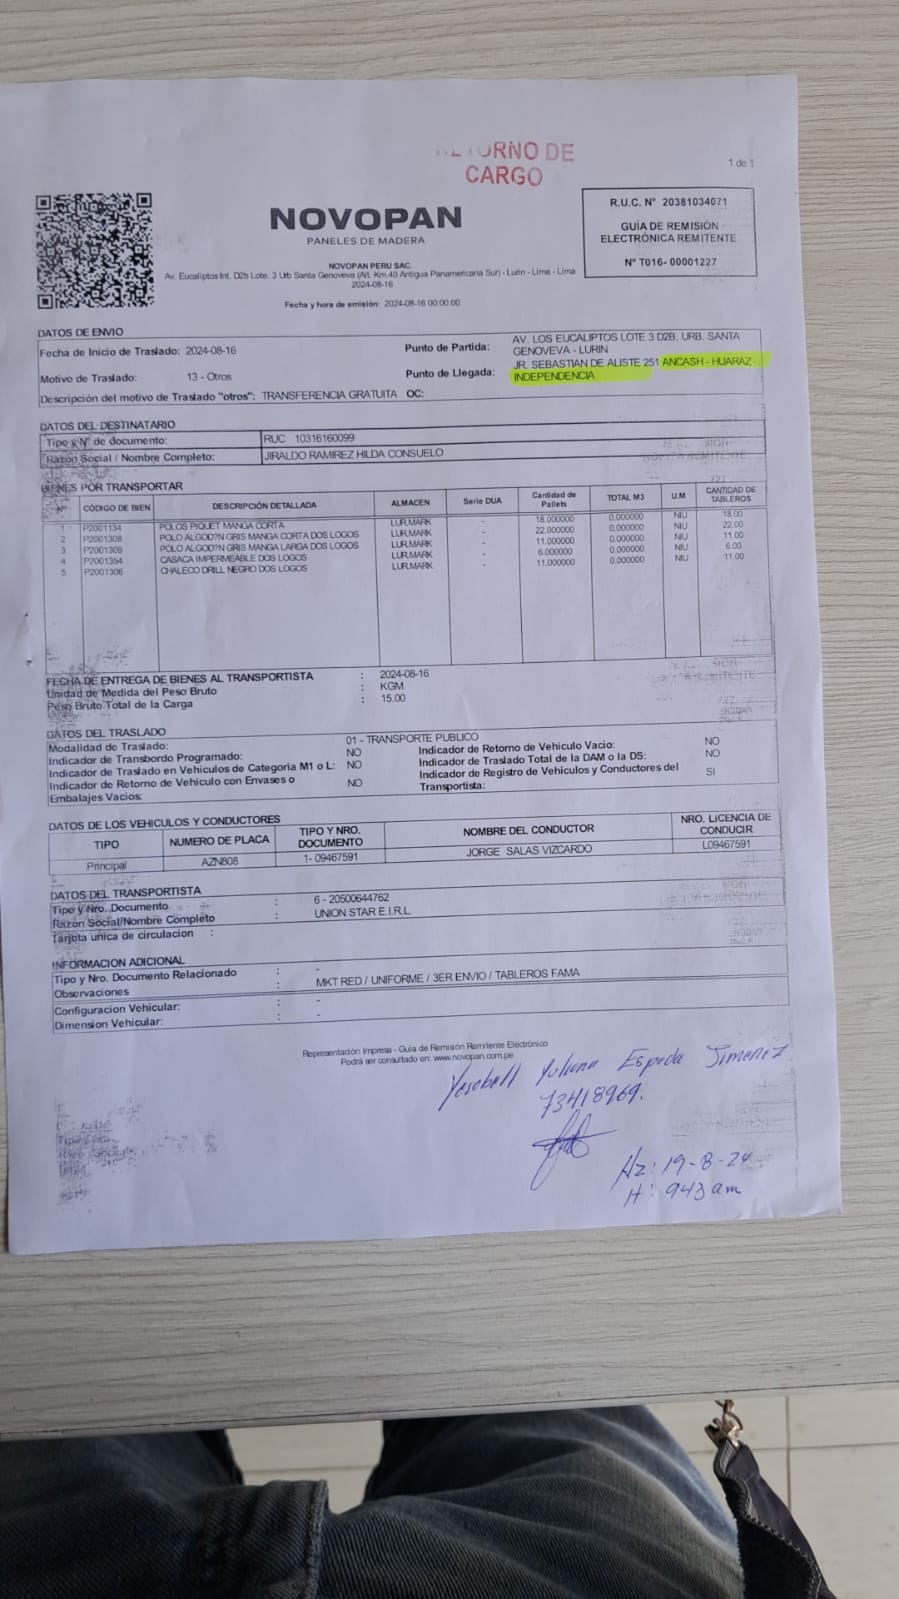 RETORNO DE
CARGO
1 de 1
NOVOPAN
PANELES DE MADERA
R.U.C. N° 20381034071
GUÍA DE REMISIÓN
ELECTRÓNICA REMITENTE
N° T016- 00001227
NOVOPAN PERU SAC.
Av. Eucaliptos Int. D2b Lote. 3 Urb Santa Genoveva (Alt. Km.40 Antigua Panamericana Sur) - Lurin - Lima - Lima
2024-08-16
Fecha y hora de emisión: 2024-08-16 00:00:00
DATOS DE ENVIO
Fecha de Inicio de Traslado: 2024-08-16
Punto de Partida: AV. LOS EUCALIPTOS LOTE 3 D2B, URB. SANTA
GENOVEVA - LURIN
Motivo de Traslado: 13 - Otros
Punto de Llegada: JR. SEBASTIAN DE ALISTE 251 ANCASH - HUARAZ -
INDEPENDENCIA
Descripción del motivo de Traslado "otros": TRANSFERENCIA GRATUITA OC:
DATOS DEL DESTINATARIO
Tipo y N° de documento: RUC 10316160099
Razón Social / Nombre Completo: JIRALDO RAMIREZ HILDA CONSUELO
BIENES POR TRANSPORTAR
N° CÓDIGO DE BIEN DESCRIPCIÓN DETALLADA ALMACEN Serie DUA Cantidad de Pallets TOTAL M3 U.M CANTIDAD DE TABLEROS
1 P2001134 POLOS PIQUET MANGA CORTA LUR.MARK - 18.000000 0.000000 NIU 18.00
2 P2001308 POLO ALGOD?N GRIS MANGA CORTA DOS LOGOS LUR.MARK - 22.000000 0.000000 NIU 22.00
3 P2001309 POLO ALGOD?N GRIS MANGA LARGA DOS LOGOS LUR.MARK - 11.000000 0.000000 NIU 11.00
4 P2001354 CASACA IMPERMEABLE DOS LOGOS LUR.MARK - 6.000000 0.000000 NIU 6.00
5 P2001306 CHALECO DRILL NEGRO DOS LOGOS LUR.MARK - 11.000000 0.000000 NIU 11.00
FECHA DE ENTREGA DE BIENES AL TRANSPORTISTA : 2024-08-16
Unidad de Medida del Peso Bruto : KGM
Peso Bruto Total de la Carga : 15.00
DATOS DEL TRASLADO
Modalidad de Traslado: 01 - TRANSPORTE PUBLICO
Indicador de Transbordo Programado: NO
Indicador de Retorno de Vehiculo Vacio: NO
Indicador de Traslado en Vehiculos de Categoria M1 o L: NO
Indicador de Traslado Total de la DAM o la DS: NO
Indicador de Retorno de Vehiculo con Envases o
Embalajes Vacios: NO
Indicador de Registro de Vehiculos y Conductores del
Transportista: SI
DATOS DE LOS VEHICULOS Y CONDUCTORES
TIPO NUMERO DE PLACA TIPO Y NRO. DOCUMENTO NOMBRE DEL CONDUCTOR NRO. LICENCIA DE CONDUCIR
Principal AZN808 1- 09467591 JORGE SALAS VIZCARDO L09467591
DATOS DEL TRANSPORTISTA
Tipo y Nro. Documento : 6 - 20500644762
Razon Social/Nombre Completo : UNION STAR E.I.R.L
Tarjeta unica de circulacion :
INFORMACION ADICIONAL
Tipo y Nro. Documento Relacionado : -
Observaciones : MKT RED / UNIFORME / 3ER ENVIO / TABLEROS FAMA
Configuracion Vehicular: : -
Dimension Vehicular: : -
Representación Impresa - Guía de Remisión Remitente Electrónico
Podrá ser consultado en: www.novopan.com.pe
Yesabell Yuliana Espeda Jimenez
73418969.
Hz: 19-8-24
H: 943 am